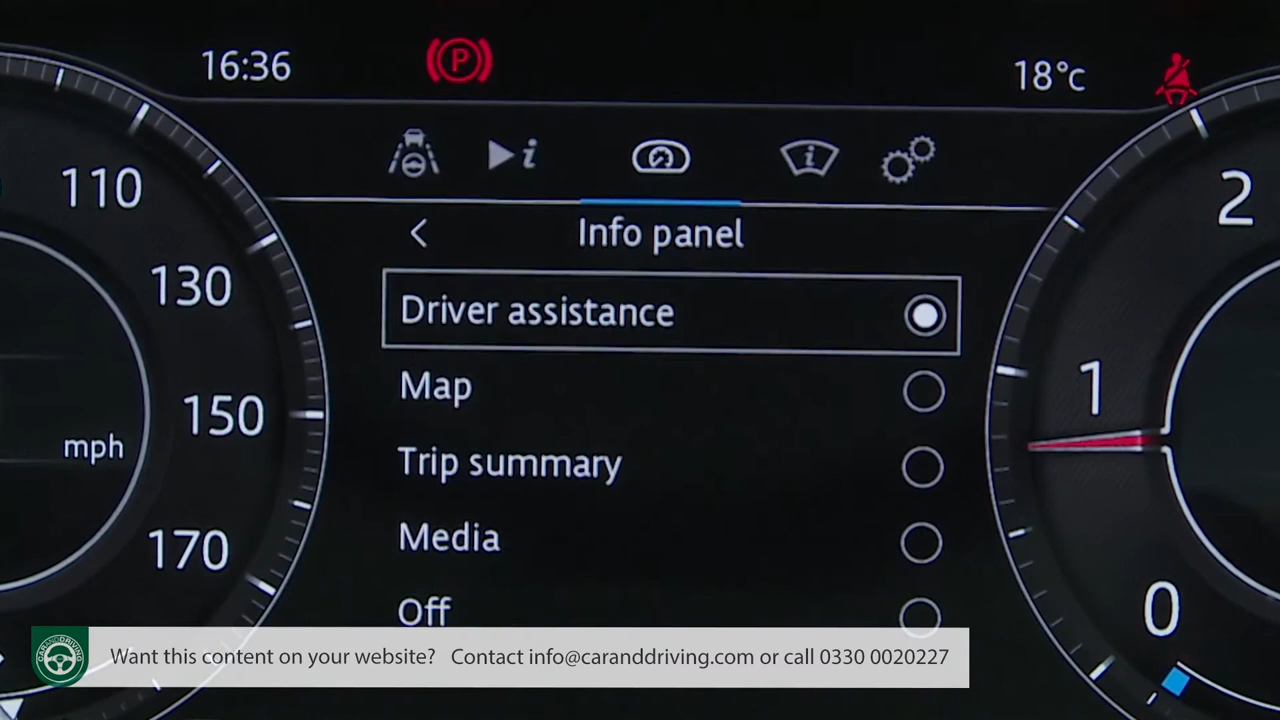 16:36
P
18°c
i
i
Info panel
Driver assistance
Map
Trip summary
Media
Off
110
130
150
170
mph
2
1
0
CARANDDRIVING
Want this content on your website? Contact info@caranddriving.com or call 0330 0020227